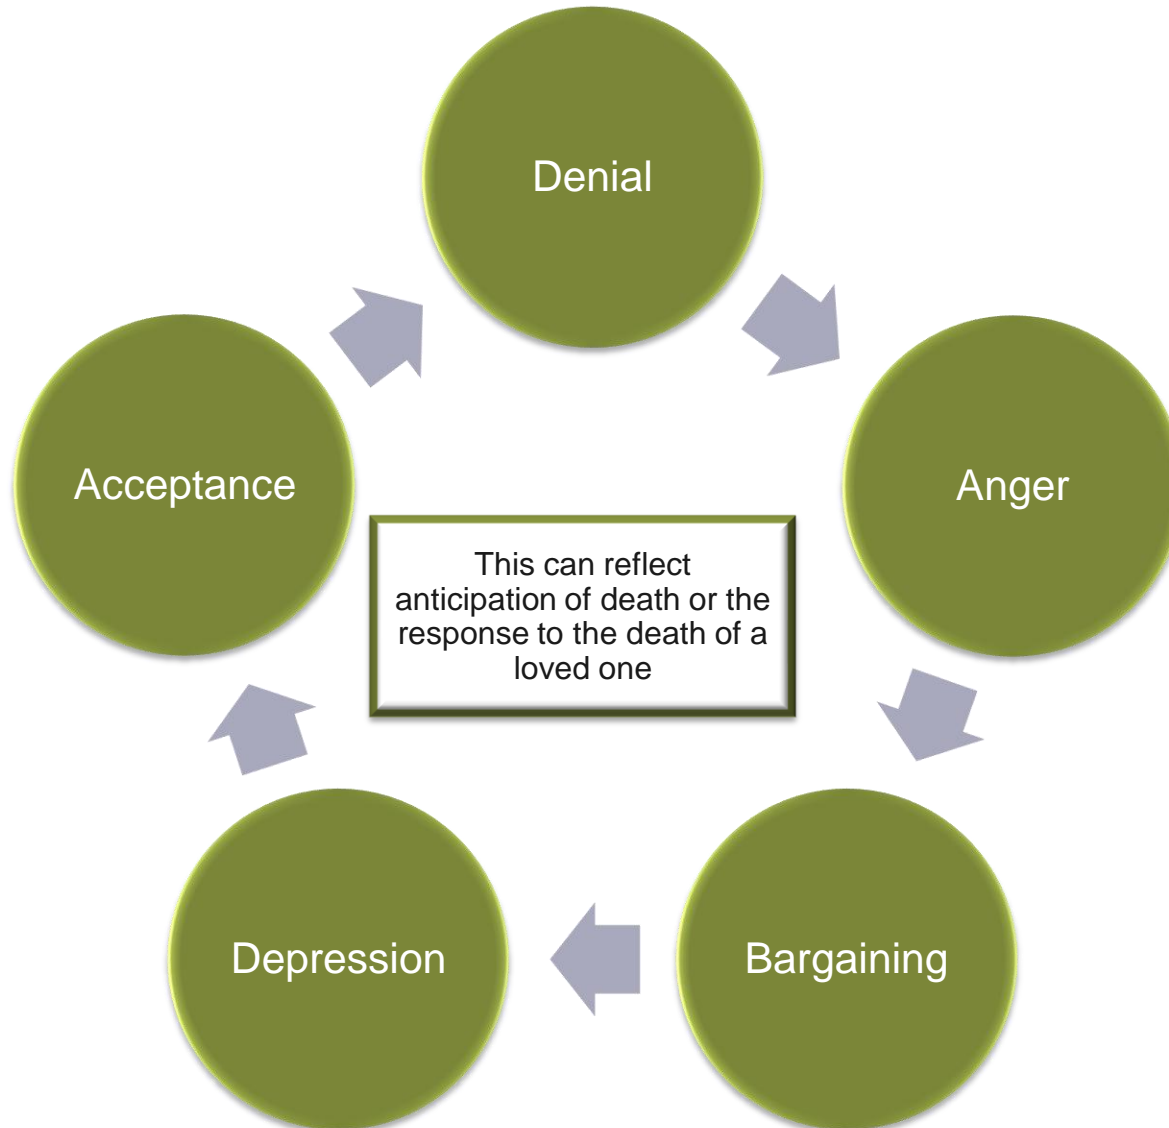 Denial
Anger
Bargaining
Depression
Acceptance
This can reflect
anticipation of death or the
response to the death of a
loved one